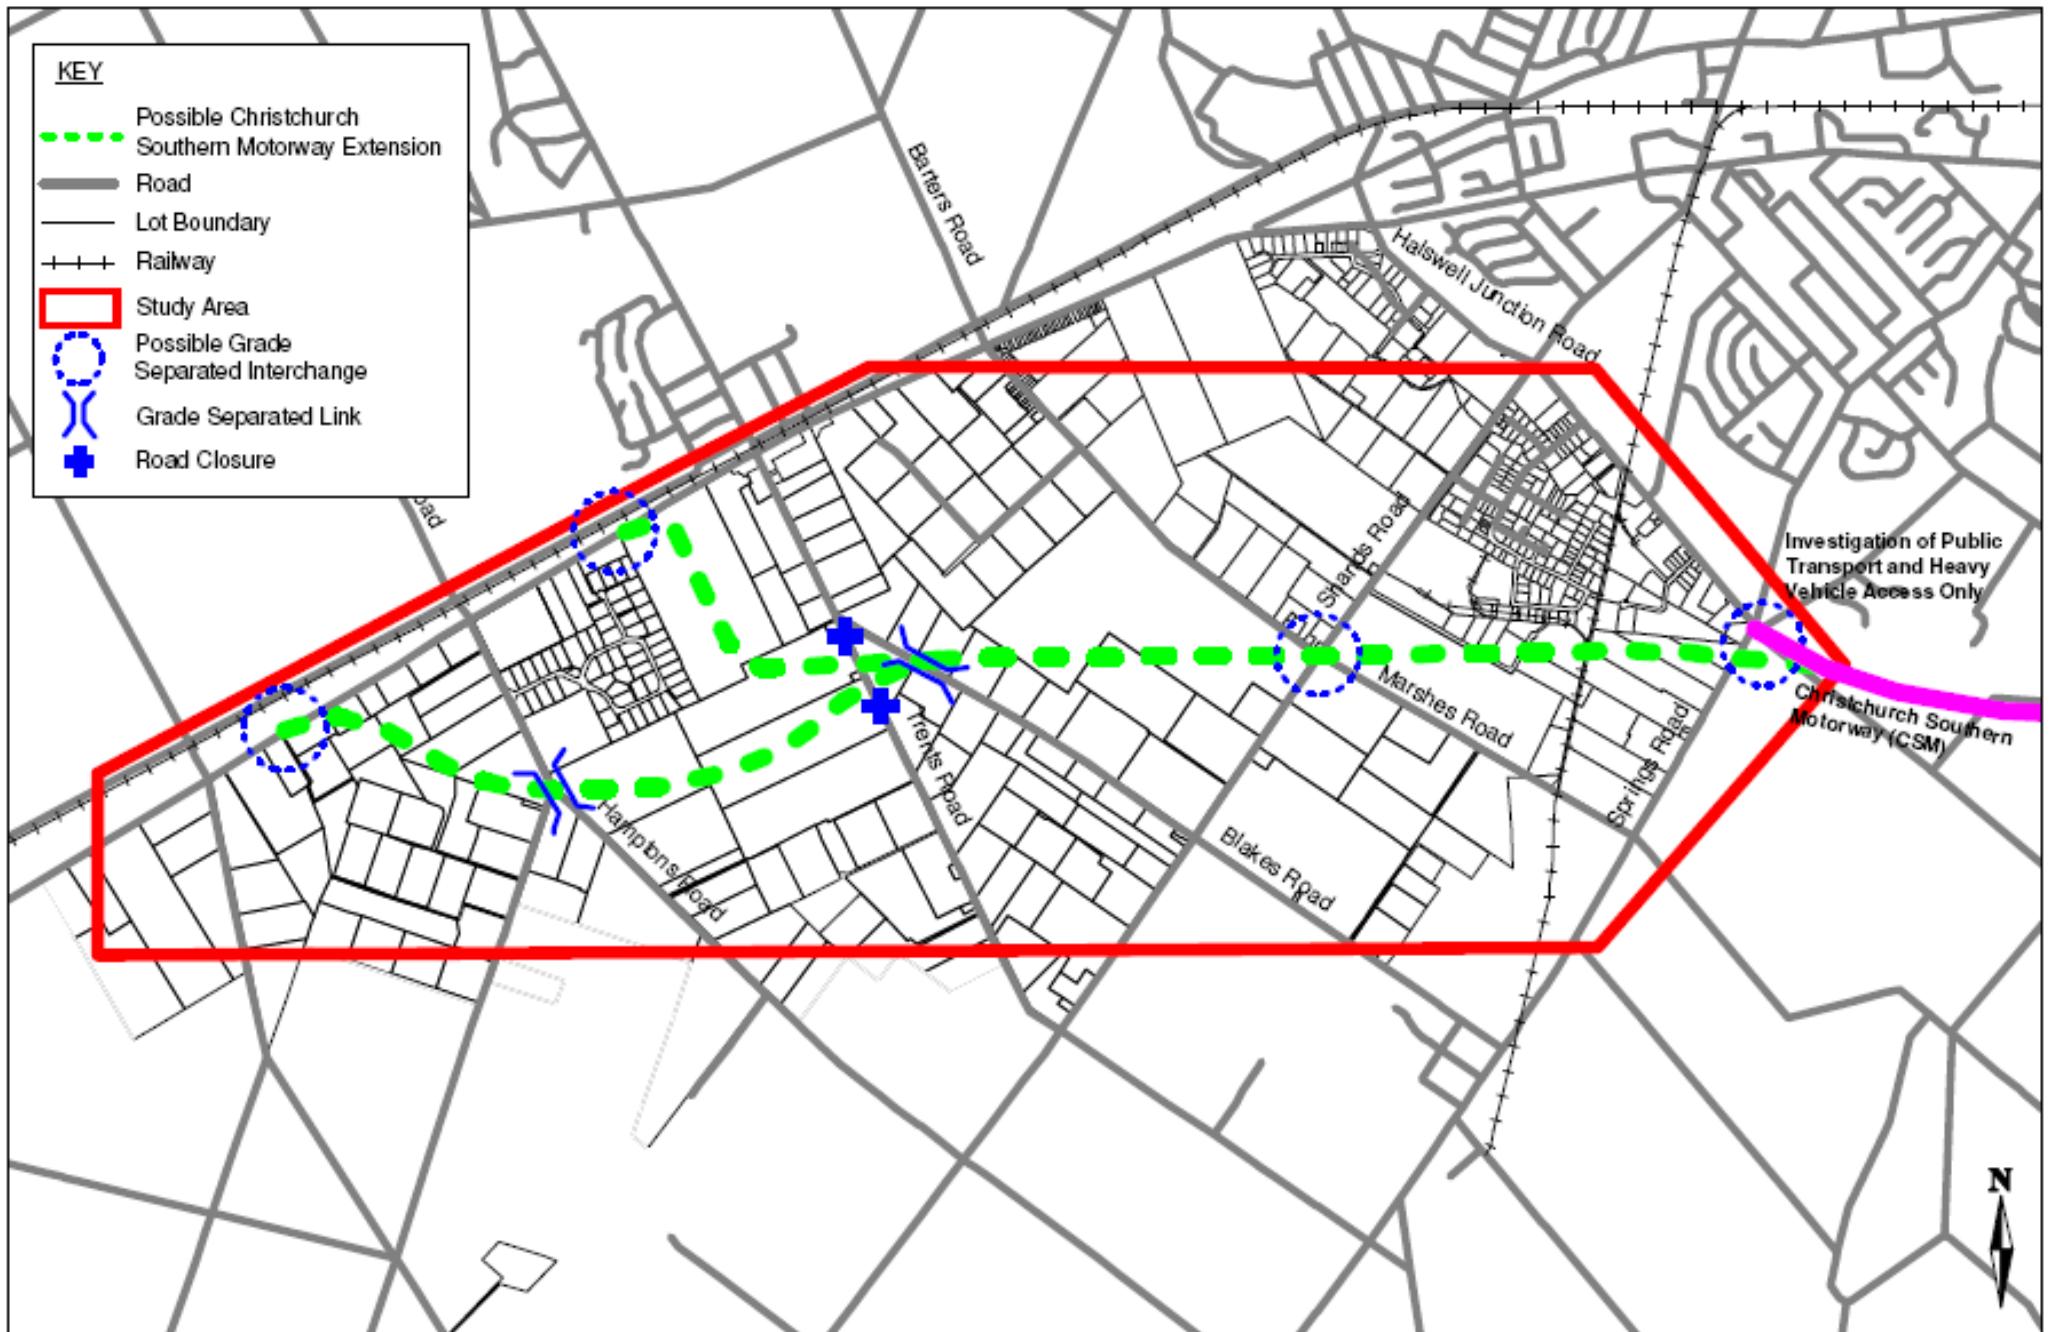 KEY
Possible Christchurch
Southern Motorway Extension
Road
Lot Boundary
Railway
Study Area
Possible Grade
Separated Interchange
Grade Separated Link
Road Closure
Barters Road
Halswell Junction Road
oad
Shands Road
Investigation of Public
Transport and Heavy
Vehicle Access Only
Marshes Road
Springs Road
Christchurch Southern
Motorway (CSM)
Trents Road
Hamptons Road
Blakes Road
N